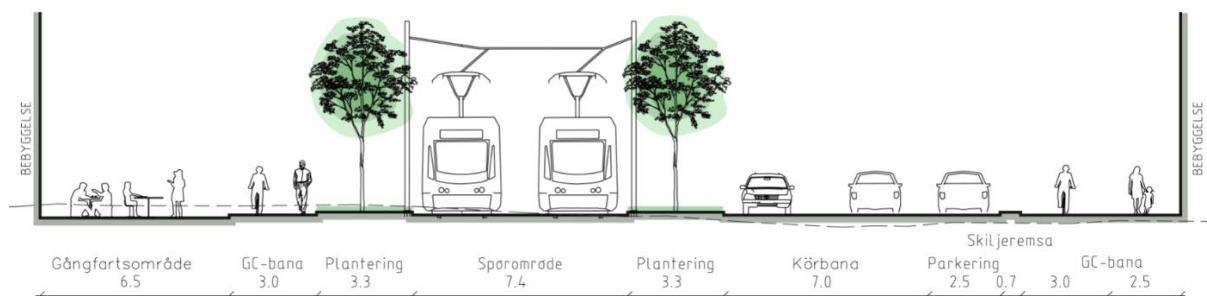 BEBYGGELSE
BEBYGGELSE
Skiljeremsa
Gångfartsområde GC-bana Plantering Spørområde Plantering Körbana Parkering GC-bana
6.5 3.0 3.3 7.4 3.3 7.0 2.5 0.7 3.0 2.5